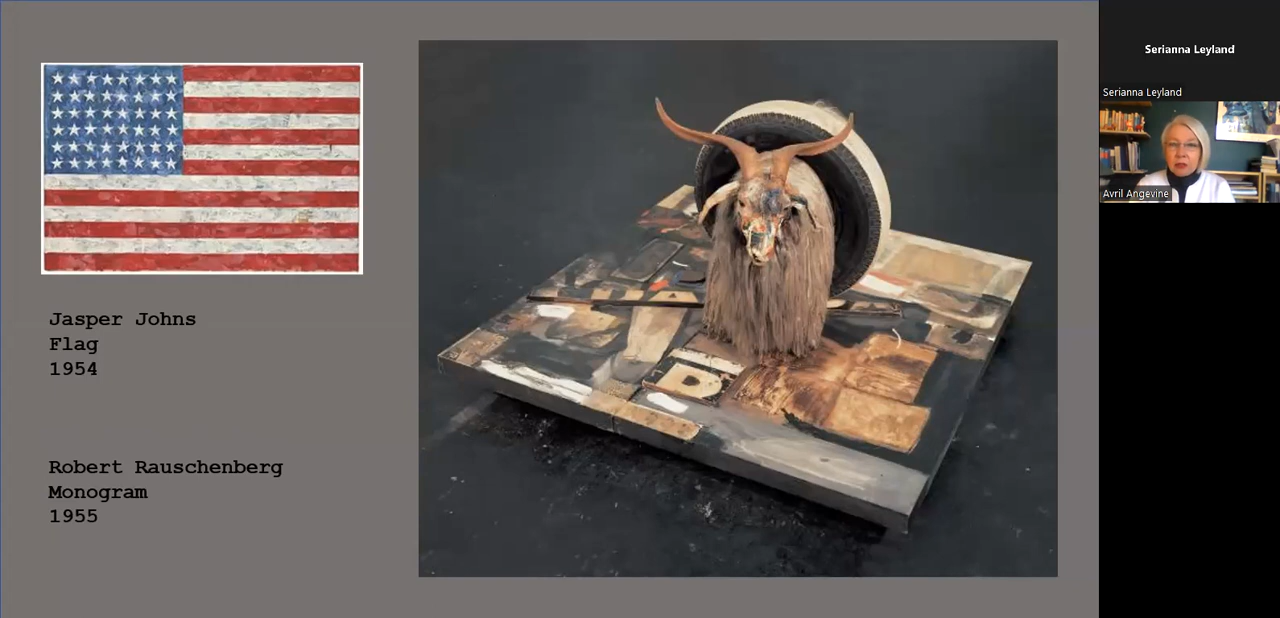 Jasper Johns
Flag
1954
Robert Rauschenberg
Monogram
1955
D
Serianna Leyland
Serianna Leyland
Avril Angevine